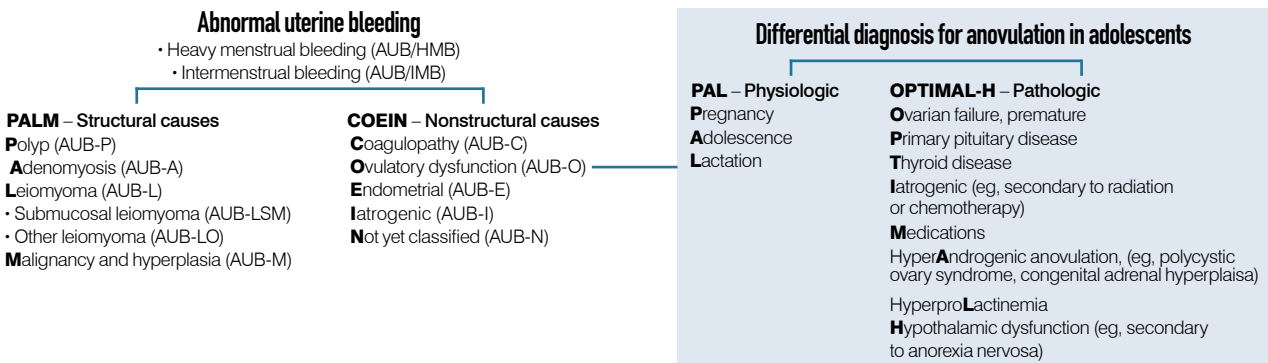 Abnormal uterine bleeding
• Heavy menstrual bleeding (AUB/HMB)
• Intermenstrual bleeding (AUB/IMB)
PALM – Structural causes
Polyp (AUB-P)
Adenomyosis (AUB-A)
Leiomyoma (AUB-L)
• Submucosal leiomyoma (AUB-LSM)
• Other leiomyoma (AUB-LO)
Malignancy and hyperplasia (AUB-M)
COEIN – Nonstructural causes
Coagulopathy (AUB-C)
Ovulatory dysfunction (AUB-O)
Endometrial (AUB-E)
Iatrogenic (AUB-I)
Not yet classified (AUB-N)
Differential diagnosis for anovulation in adolescents
PAL – Physiologic
Pregnancy
Adolescence
Lactation
OPTIMAL-H – Pathologic
Ovarian failure, premature
Primary pituitary disease
Thyroid disease
Iatrogenic (eg, secondary to radiation
or chemotherapy)
Medications
HyperAndrogenic anovulation, (eg, polycystic
ovary syndrome, congenital adrenal hyperplaisa)
HyperproLactinemia
Hypothalamic dysfunction (eg, secondary
to anorexia nervosa)